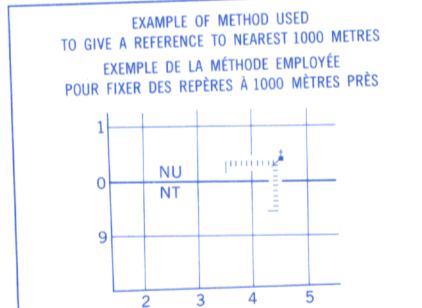 EXAMPLE OF METHOD USED
TO GIVE A REFERENCE TO NEAREST 1000 METRES
EXEMPLE DE LA MÉTHODE EMPLOYÉE
POUR FIXER DES REPÈRES À 1000 MÈTRES PRÈS
1
NU
0
NT
9
2 3 4 5